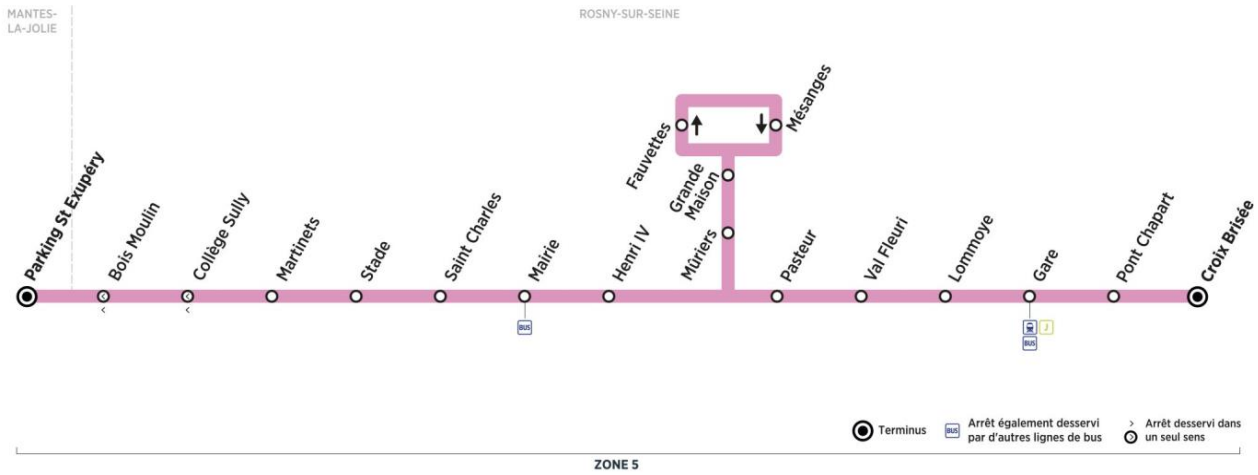 MANTES-
LA-JOLIE
ROSNY-SUR-SEINE
Parking St Exupéry
Bois Moulin
Collège Sully
Martinets
Stade
Saint Charles
Mairie
Henri IV
Mûriers
Grande
Maison
Fauvettes
Mésanges
Pasteur
Val Fleuri
Lommoye
Gare
Pont Chapart
Croix Brisée
BUS
J
BUS
Terminus
BUS
Arrêt également desservi
par d'autres lignes de bus
Arrêt desservi dans
un seul sens
ZONE 5